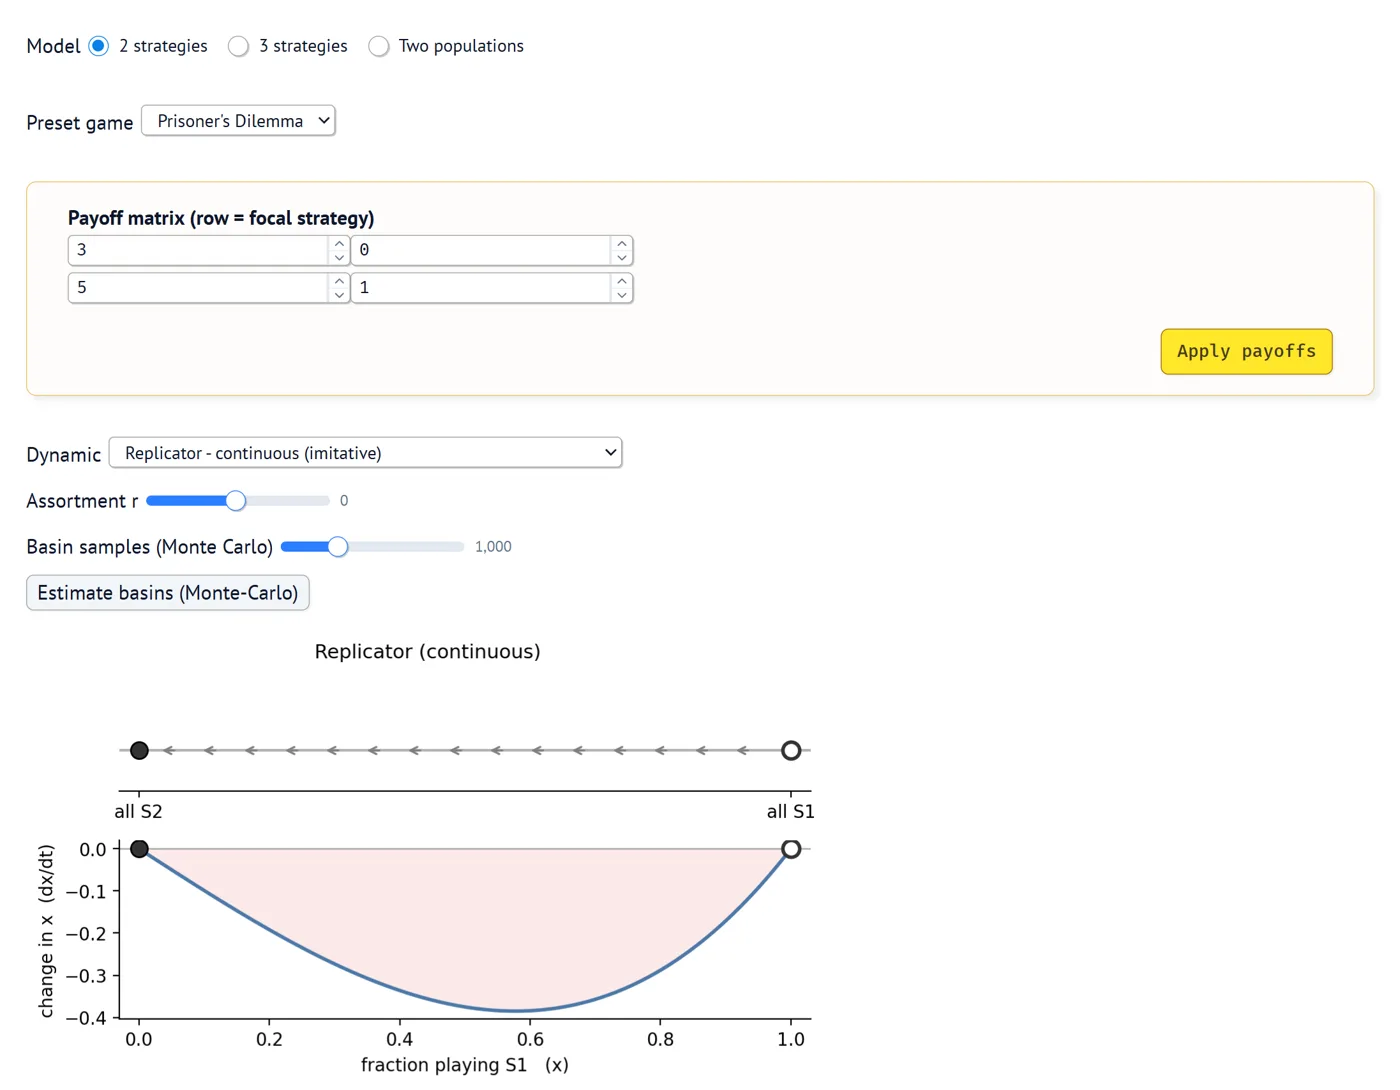 Model 2 strategies 3 strategies Two populations
Preset game Prisoner's Dilemma
Payoff matrix (row = focal strategy)
3 0
5 1
Apply payoffs
Dynamic Replicator - continuous (imitative)
Assortment r 0
Basin samples (Monte Carlo) 1,000
Estimate basins (Monte-Carlo)
Replicator (continuous)
all S2 all S1
change in x (dx/dt)
0.0
−0.1
−0.2
−0.3
−0.4
0.0 0.2 0.4 0.6 0.8 1.0
fraction playing S1 (x)